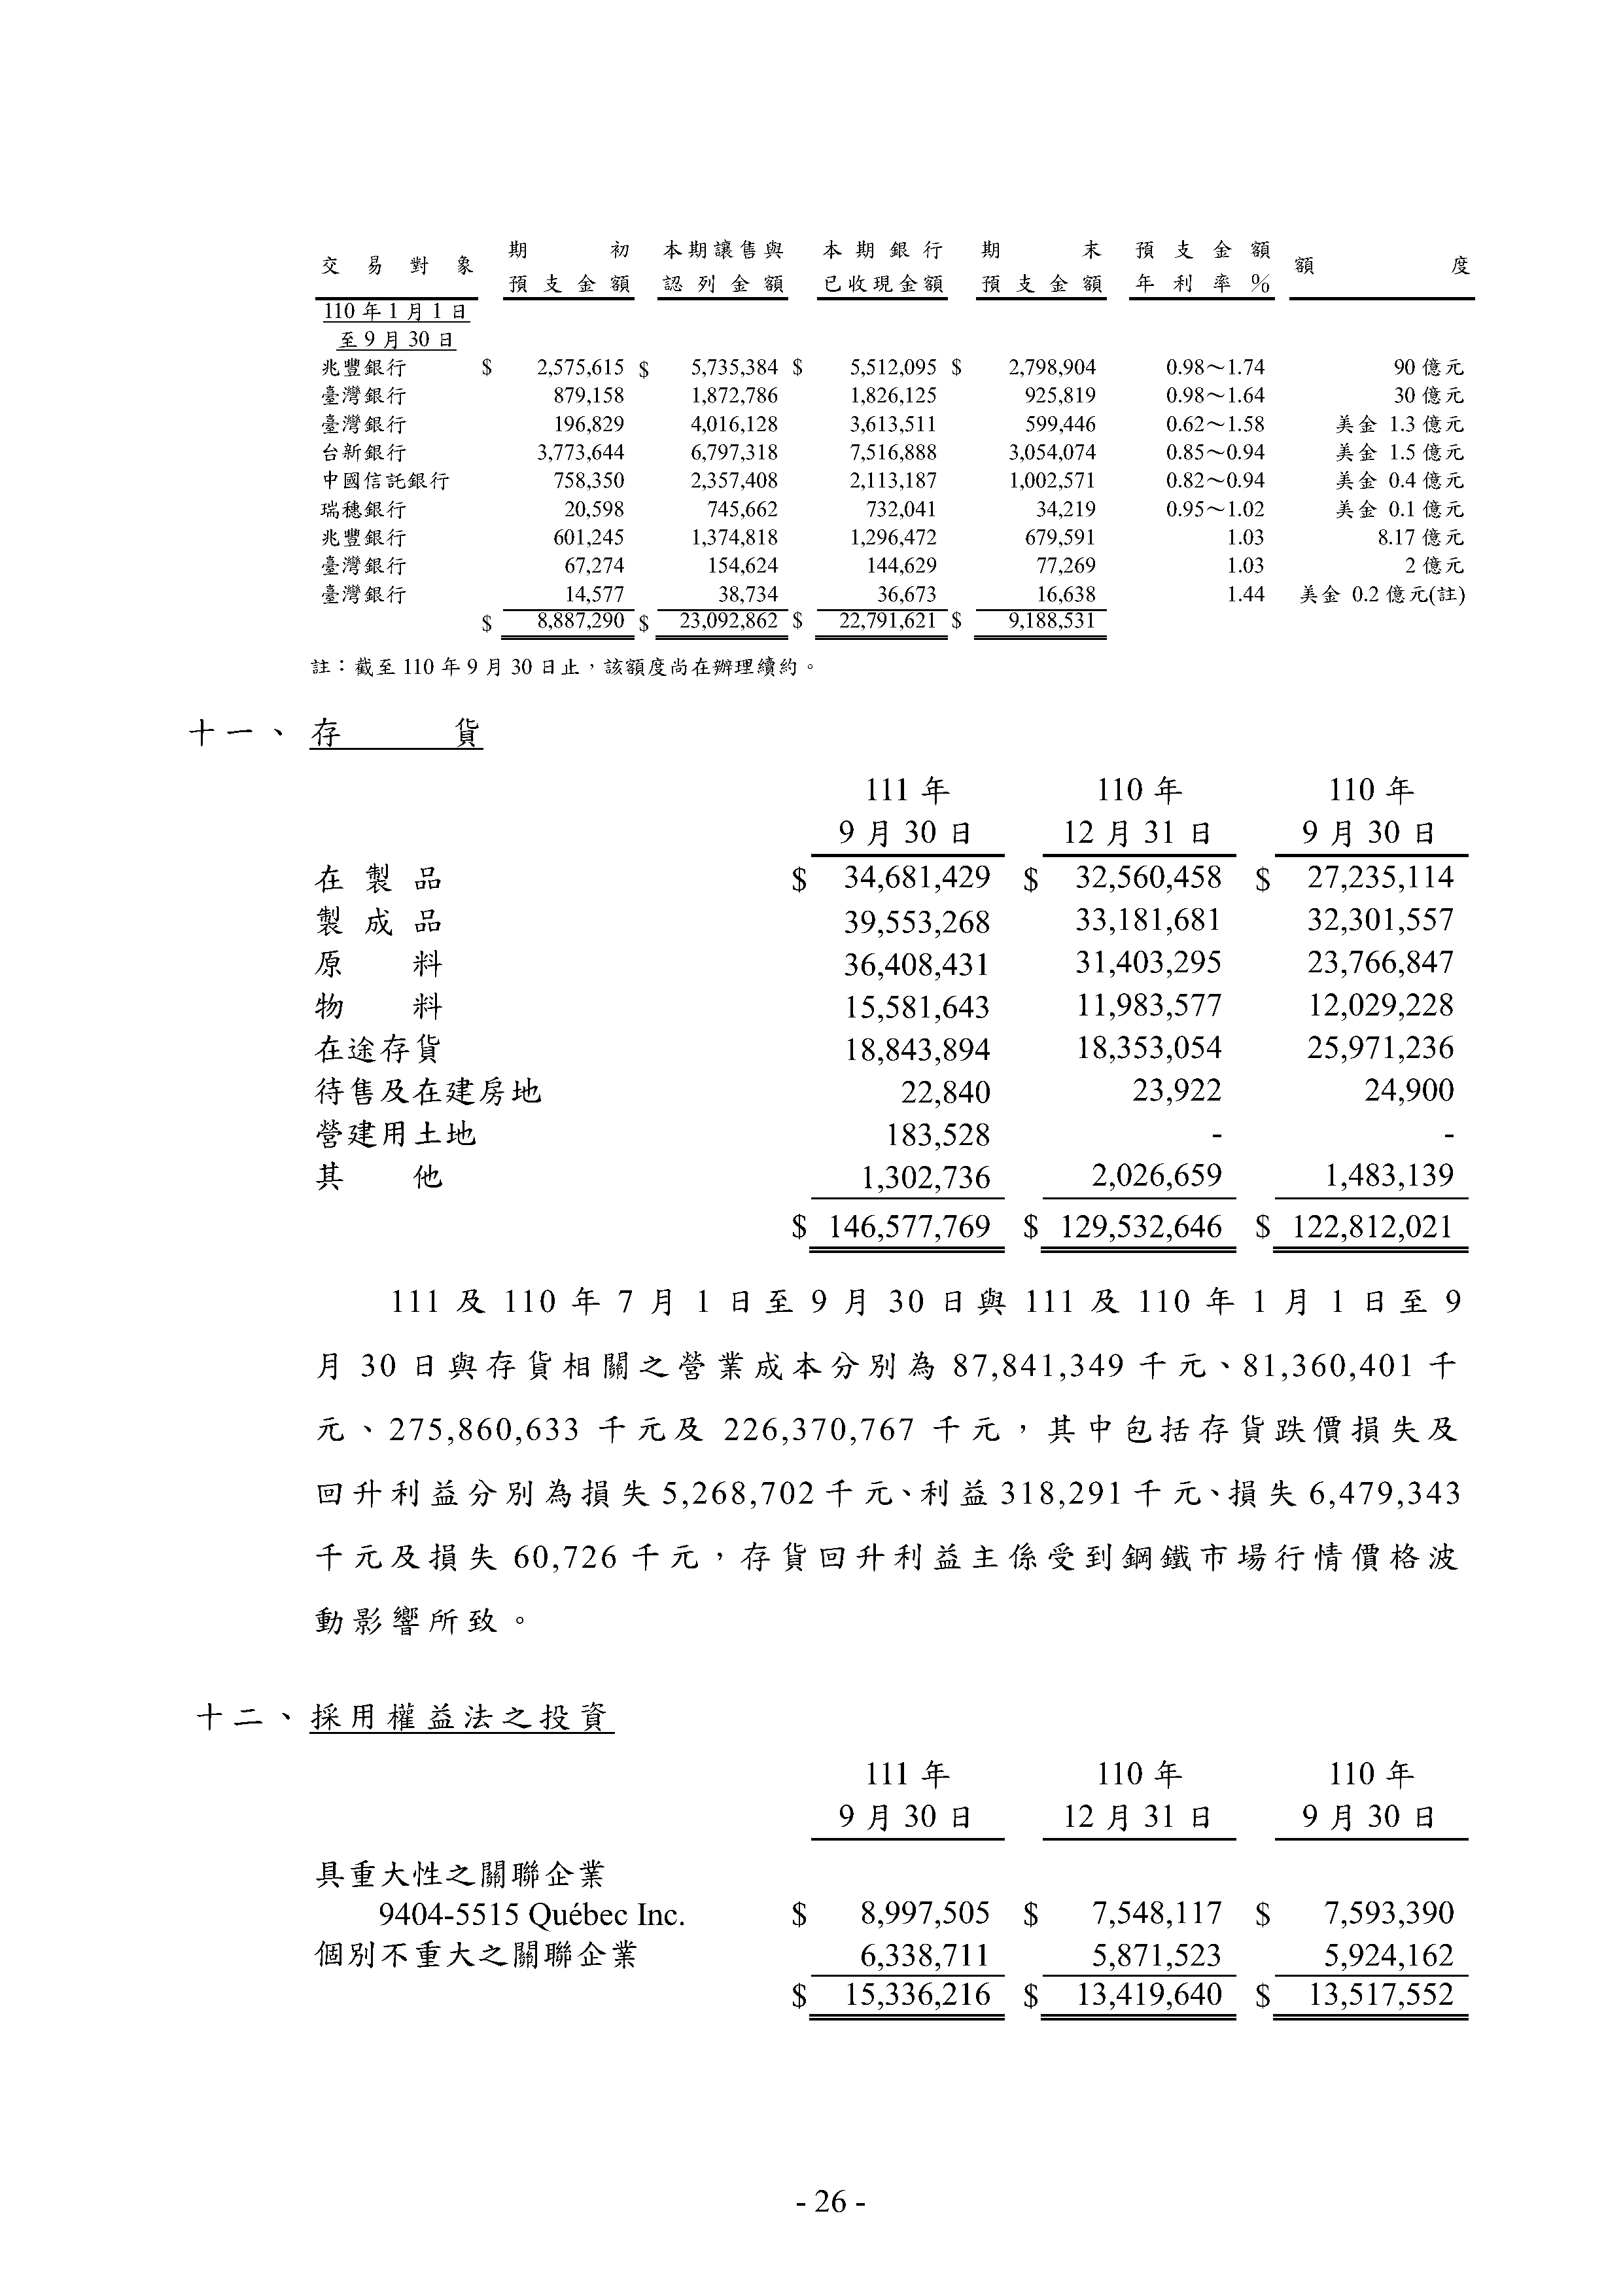 交易對象 期初預支金額 本期讓售與認列金額 本期銀行已收現金額 期末預支金額 預支金額年利率% 額度
110年1月1日
至9月30日
兆豐銀行 $ 2,575,615 $ 5,735,384 $ 5,512,095 $ 2,798,904 0.98～1.74 90億元
臺灣銀行 879,158 1,872,786 1,826,125 925,819 0.98～1.64 30億元
臺灣銀行 196,829 4,016,128 3,613,511 599,446 0.62～1.58 美金 1.3億元
台新銀行 3,773,644 6,797,318 7,516,888 3,054,074 0.85～0.94 美金 1.5億元
中國信託銀行 758,350 2,357,408 2,113,187 1,002,571 0.82～0.94 美金 0.4億元
瑞穗銀行 20,598 745,662 732,041 34,219 0.95～1.02 美金 0.1億元
兆豐銀行 601,245 1,374,818 1,296,472 679,591 1.03 8.17億元
臺灣銀行 67,274 154,624 144,629 77,269 1.03 2億元
臺灣銀行 14,577 38,734 36,673 16,638 1.44 美金 0.2億元(註)
$ 8,887,290 $ 23,092,862 $ 22,791,621 $ 9,188,531
註：截至110年9月30日止，該額度尚在辦理續約。
十一、存貨
111年 110年 110年
9月30日 12月31日 9月30日
在製品 $ 34,681,429 $ 32,560,458 $ 27,235,114
製成品 39,553,268 33,181,681 32,301,557
原料 36,408,431 31,403,295 23,766,847
物料 15,581,643 11,983,577 12,029,228
在途存貨 18,843,894 18,353,054 25,971,236
待售及在建房地 22,840 23,922 24,900
營建用土地 183,528 - -
其他 1,302,736 2,026,659 1,483,139
$ 146,577,769 $ 129,532,646 $ 122,812,021
111及110年7月1日至9月30日與111及110年1月1日至9
月30日與存貨相關之營業成本分別為87,841,349千元、81,360,401千
元、275,860,633千元及226,370,767千元，其中包括存貨跌價損失及
回升利益分別為損失5,268,702千元、利益318,291千元、損失6,479,343
千元及損失60,726千元，存貨回升利益主係受到鋼鐵市場行情價格波
動影響所致。
十二、採用權益法之投資
111年 110年 110年
9月30日 12月31日 9月30日
具重大性之關聯企業
9404-5515 Québec Inc. $ 8,997,505 $ 7,548,117 $ 7,593,390
個別不重大之關聯企業 6,338,711 5,871,523 5,924,162
$ 15,336,216 $ 13,419,640 $ 13,517,552
- 26 -